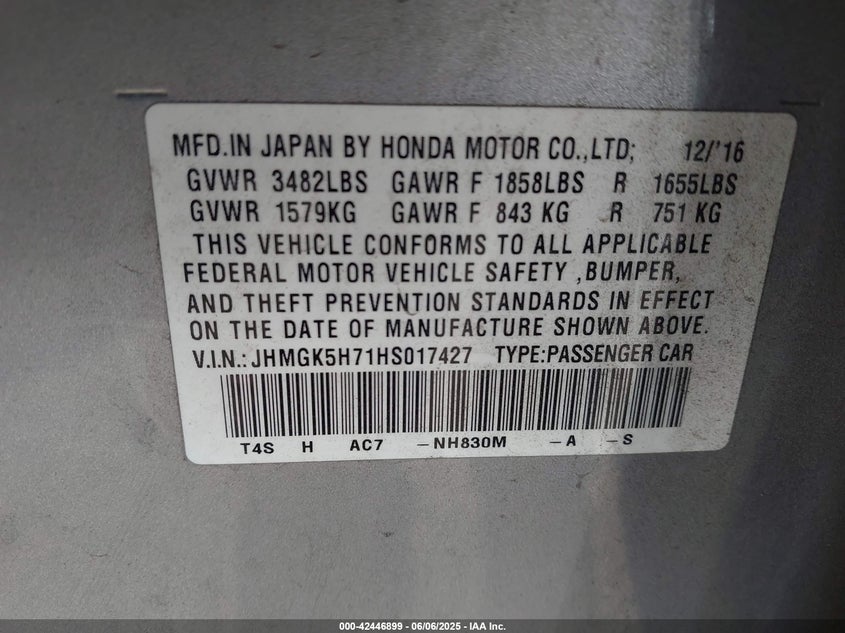 MFD.IN JAPAN BY HONDA MOTOR CO.,LTD; 12/'16
GVWR 3482LBS GAWR F 1858LBS R 1655LBS
GVWR 1579KG GAWR F 843 KG R 751 KG
THIS VEHICLE CONFORMS TO ALL APPLICABLE
FEDERAL MOTOR VEHICLE SAFETY ,BUMPER,
AND THEFT PREVENTION STANDARDS IN EFFECT
ON THE DATE OF MANUFACTURE SHOWN ABOVE.
V.I.N.: JHMGK5H71HS017427 TYPE:PASSENGER CAR
T4S H AC7 -NH830M -A -S
000-42446899 - 06/06/2025 - IAA Inc.